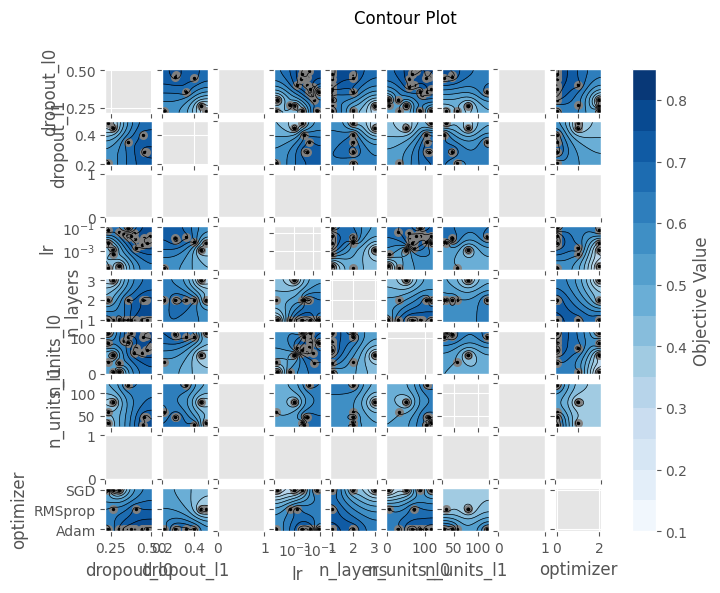 Contour Plot
dropout_l0
0.50
0.25
dropout_l1
0.4
0.2
1
0
lr
10⁻¹
10⁻³
n_layers
3
2
1
n_units_l0
100
0
n_units_l1
100
50
1
0
optimizer
SGD
RMSprop
Adam
0.25 0.50 0.2 0.4 0 1 10⁻³ 10⁻¹ 1 2 3 0 100 50 100 0 1 0 2
dropout_l0 dropout_l1 lr n_layers n_units_l0 n_units_l1 optimizer
0.8
0.7
0.6
0.5
0.4
0.3
0.2
0.1
Objective Value